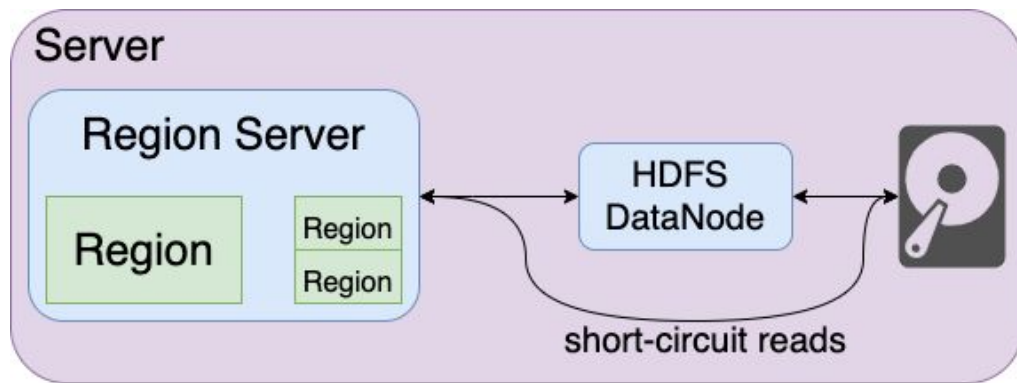 Server
Region Server
Region
Region
Region
HDFS
DataNode
short-circuit reads